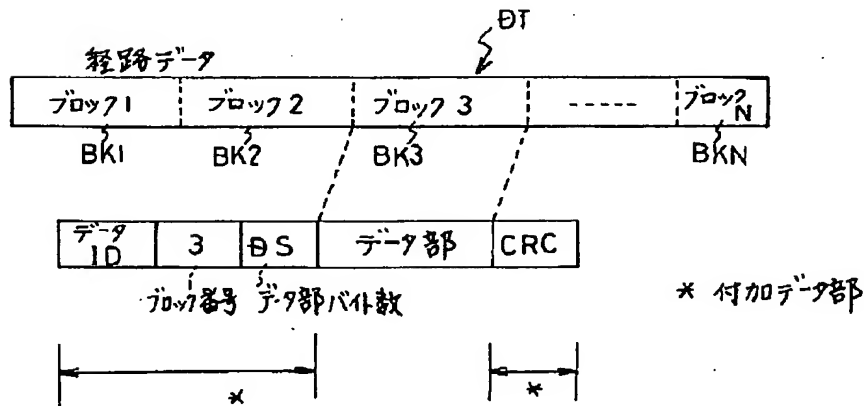 DT
経路データ
ブロック1 ブロック2 ブロック3 ----- ブロックN
BK1 BK2 BK3 BKN
データID 3 DS データ部 CRC
ブロック番号 データ部バイト数
* 付加データ部
* *